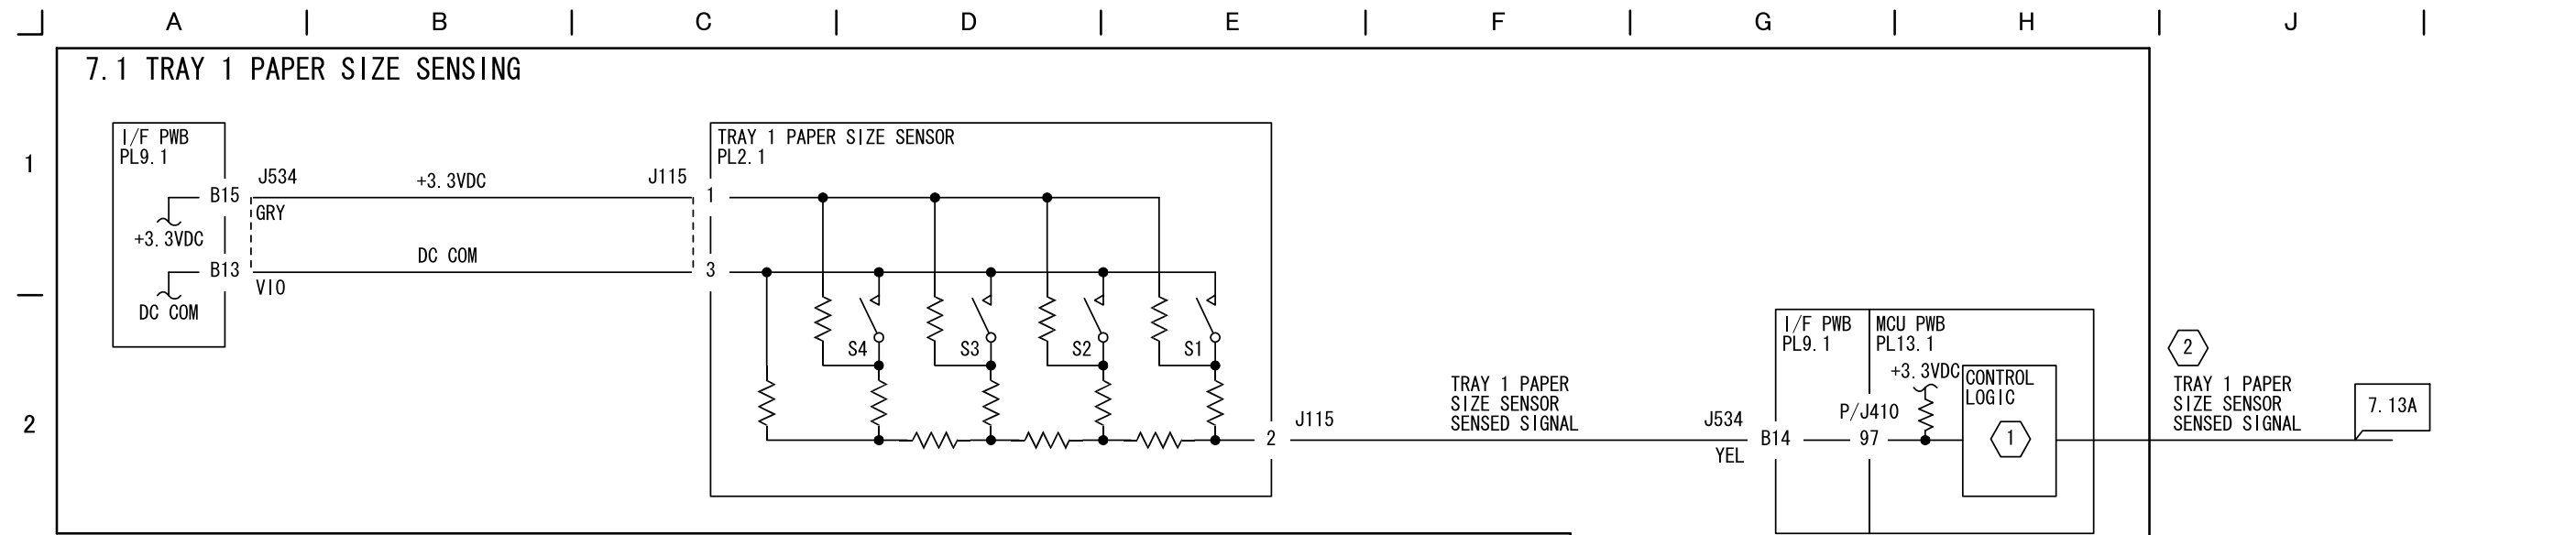 A B C D E F G H J
7.1 TRAY 1 PAPER SIZE SENSING
1
2
I/F PWB
PL9.1
B15
+3.3VDC
B13
DC COM
J534
GRY
VIO
+3.3VDC
DC COM
J115
1
3
TRAY 1 PAPER SIZE SENSOR
PL2.1
S4 S3 S2 S1
2
J115
TRAY 1 PAPER
SIZE SENSOR
SENSED SIGNAL
J534
YEL
B14
I/F PWB
PL9.1
MCU PWB
PL13.1
+3.3VDC
P/J410
97
CONTROL
LOGIC
1
2
TRAY 1 PAPER
SIZE SENSOR
SENSED SIGNAL
7.13A